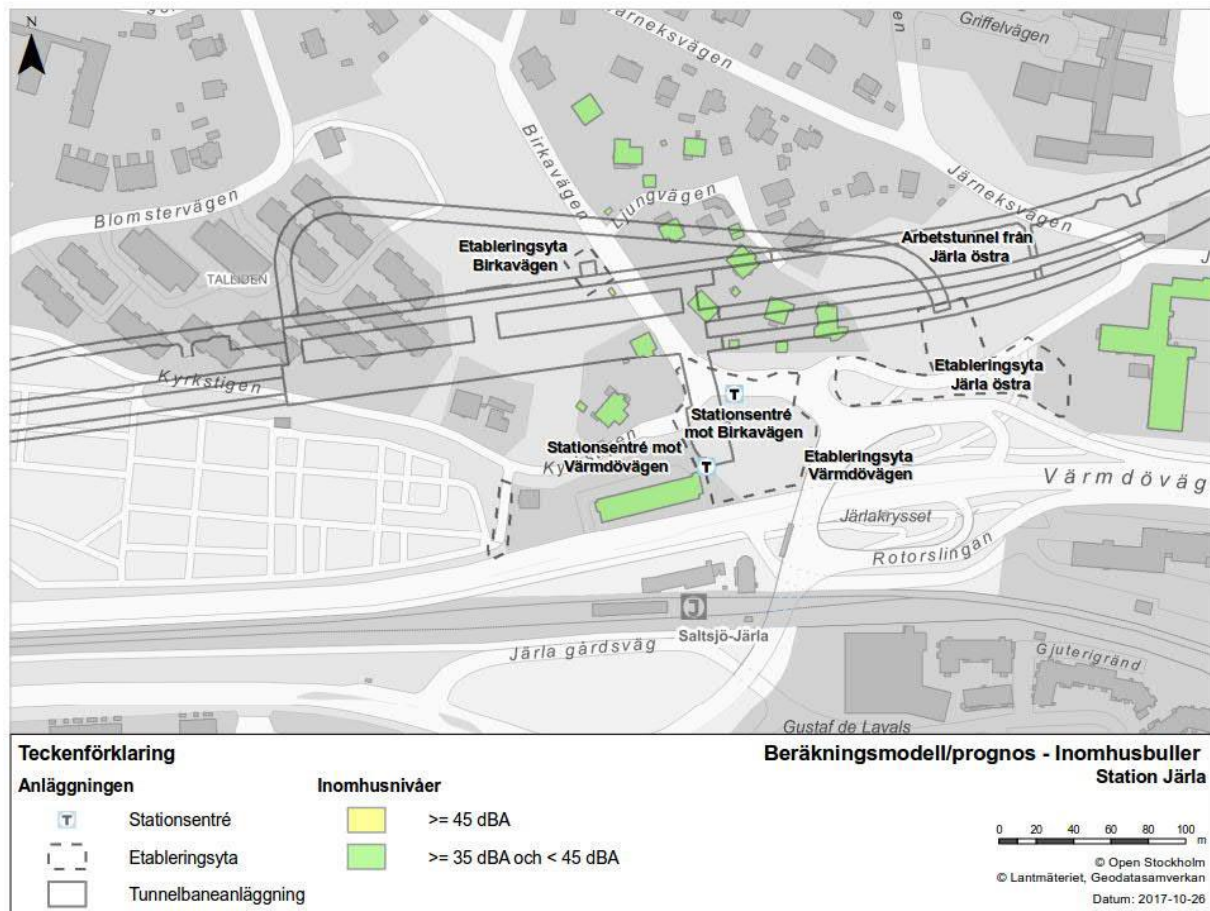 N
Järneksvägen
Griffelvägen
Birkavägen
Ljungvägen
Järneksvägen
Blomstervägen
Etableringsyta
Birkavägen
Arbetstunnel från
Järla östra
TALLIDEN
Kyrkstigen
Etableringsyta
Järla östra
T
Stationsentré
mot Birkavägen
Stationsentré mot
Värmdövägen
T
Etableringsyta
Värmdövägen
Värmdöväg
Järlakrysset
Rotorslingan
J
Saltsjö-Järla
Järla gårdsväg
Gjuterigränd
Gustaf de Lavals
Teckenförklaring
Beräkningsmodell/prognos - Inomhusbuller
Station Järla
Anläggningen
Inomhusnivåer
T
Stationsentré
>= 45 dBA
Etableringsyta
>= 35 dBA och < 45 dBA
Tunnelbaneanläggning
0 20 40 60 80 100
m
© Open Stockholm
© Lantmäteriet, Geodatasamverkan
Datum: 2017-10-26